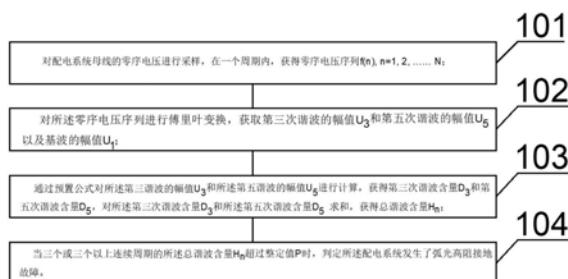 101
对配电系统母线的零序电压进行采样，在一个周期内，获得零序电压序列f(n), n=1, 2, …… N；
102
对所述零序电压序列进行傅里叶变换，获取第三次谐波的幅值U3和第五次谐波的幅值U5
以及基波的幅值U1；
103
通过预置公式对所述第三谐波的幅值U3和所述第五谐波的幅值U5进行计算，获得第三次谐波含量D3和第
五次谐波含量D5，对所述第三次谐波含量D3和所述第五次谐波含量D5 求和，获得总谐波含量Hn；
104
当三个或三个以上连续周期的所述总谐波含量Hn超过整定值P时，判定所述配电系统发生了弧光高阻接地
故障。